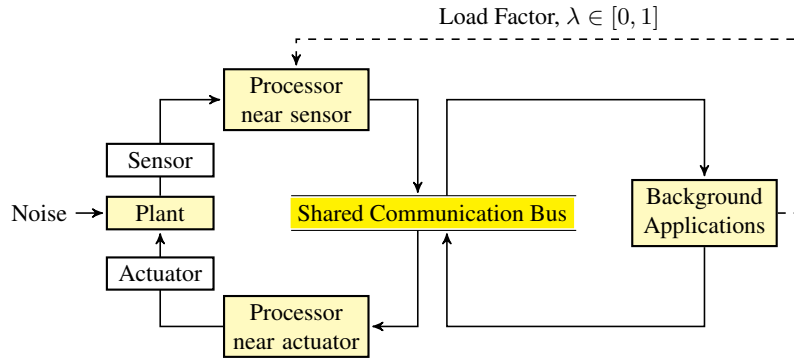 Load Factor, λ ∈ [0, 1]
Processor
near sensor
Sensor
Noise
Plant
Shared Communication Bus
Background
Applications
Actuator
Processor
near actuator